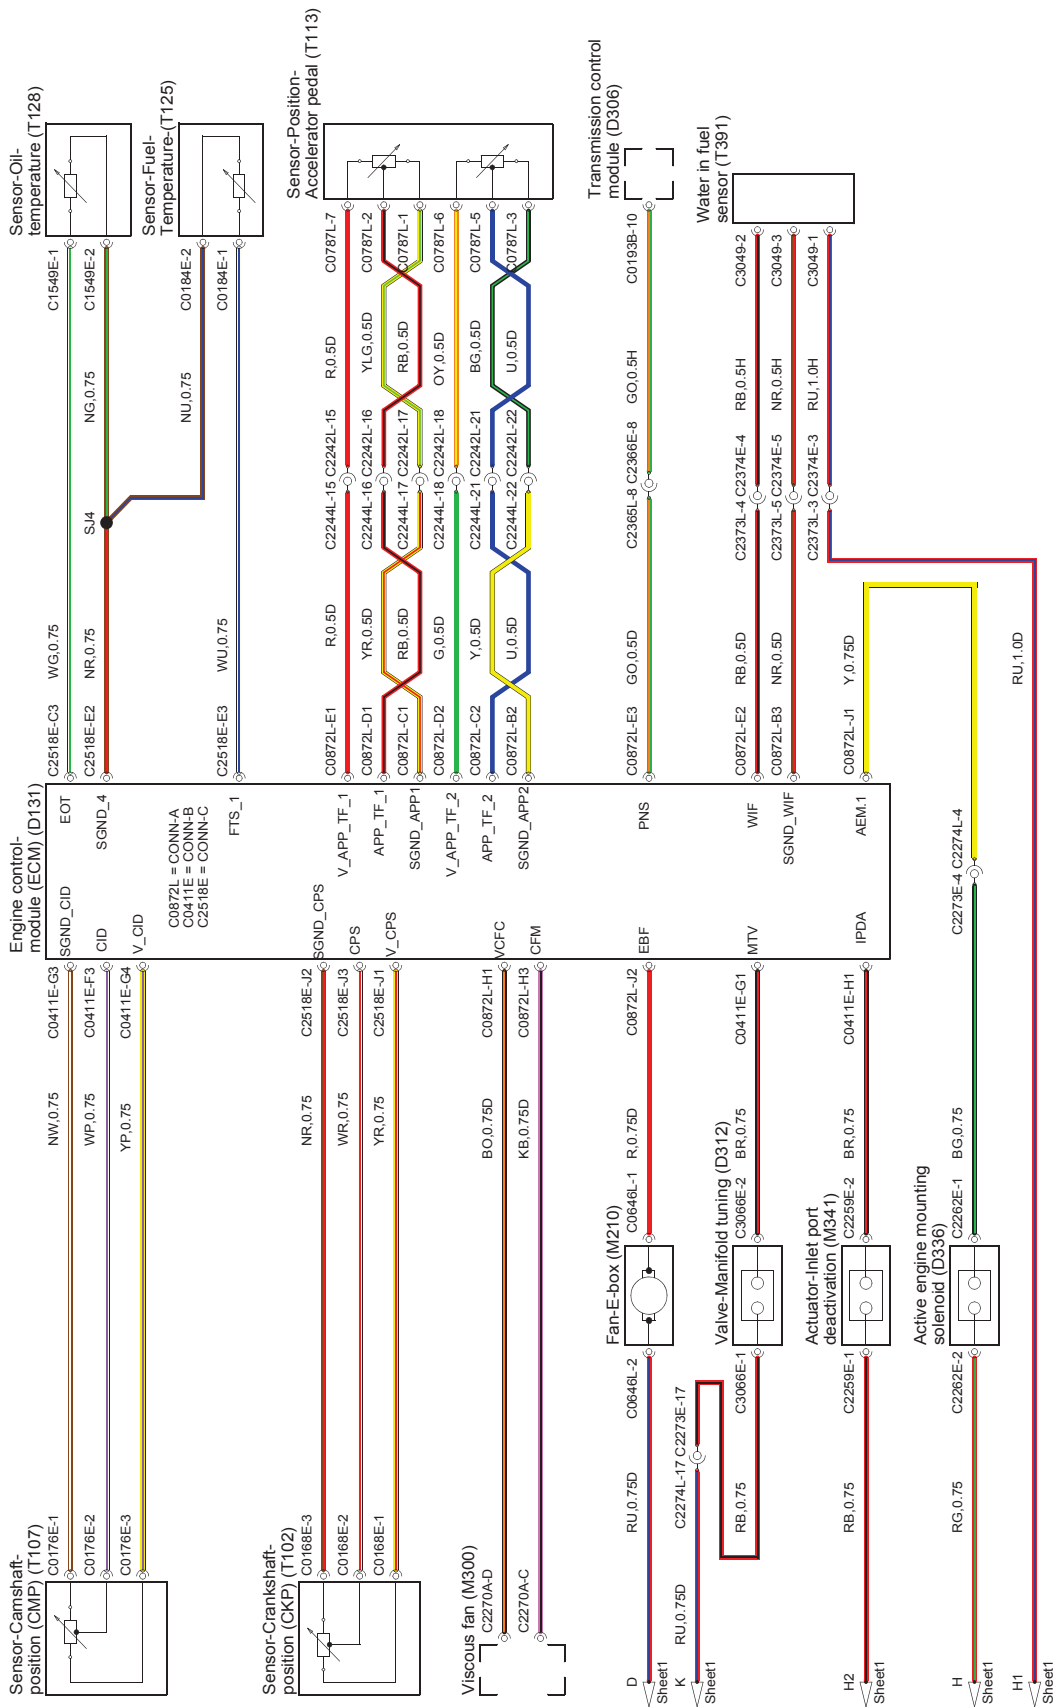 Sensor-Oil-
temperature (T128)
C1549E-1
WG,0.75
C2518E-C3
EOT
C1549E-2
NG,0.75
SJ4
NR,0.75
C2518E-E2
SGND_4
Sensor-Fuel-
Temperature-(T125)
C0184E-2
NU,0.75
C0184E-1
WU,0.75
C2518E-E3
FTS_1
Sensor-Position-
Accelerator pedal (T113)
C0787L-7
R,0.5D
C2242L-15
C2244L-15
R,0.5D
C0872L-E1
V_APP_TF_1
C0787L-2
YLG,0.5D
C2242L-16
C2244L-16
YR,0.5D
C0872L-D1
APP_TF_1
C0787L-1
RB,0.5D
C2242L-17
C2244L-17
RB,0.5D
C0872L-C1
SGND_APP1
C0787L-6
OY,0.5D
C2242L-18
C2244L-18
G,0.5D
C0872L-D2
V_APP_TF_2
C0787L-5
BG,0.5D
C2242L-21
C2244L-21
Y,0.5D
C0872L-C2
APP_TF_2
C0787L-3
U,0.5D
C2242L-22
C2244L-22
U,0.5D
C0872L-B2
SGND_APP2
Transmission control
module (D306)
C0193B-10
GO,0.5H
C2366E-8
C2365L-8
GO,0.5D
C0872L-E3
PNS
Water in fuel
sensor (T391)
C3049-2
RB,0.5H
C2374E-4
C2373L-4
RB,0.5D
C0872L-E2
WIF
C3049-3
NR,0.5H
C2374E-5
C2373L-5
NR,0.5D
C0872L-B3
SGND_WIF
C3049-1
RU,1.0H
C2374E-3
C2373L-3
Y,0.75D
C0872L-J1
AEM.1
RU,1.0D
C2274L-4
C2273E-4
Engine control-
module (ECM) (D131)
C0872L = CONN-A
C0411E = CONN-B
C2518E = CONN-C
SGND_CID
C0411E-G3
NW,0.75
C0176E-1
CID
C0411E-F3
WP,0.75
C0176E-2
V_CID
C0411E-G4
YP,0.75
C0176E-3
Sensor-Camshaft-
position (CMP) (T107)
SGND_CPS
C2518E-J2
NR,0.75
C0168E-3
CPS
C2518E-J3
WR,0.75
C0168E-2
V_CPS
C2518E-J1
YR,0.75
C0168E-1
Sensor-Crankshaft-
position (CKP) (T102)
VCFC
C0872L-H1
BO,0.75D
C2270A-D
CFM
C0872L-H3
KB,0.75D
C2270A-C
Viscous fan (M300)
EBF
C0872L-J2
R,0.75D
C0646L-1
Fan-E-box (M210)
C0646L-2
RU,0.75D
D
Sheet1
MTV
C0411E-G1
BR,0.75
C3066E-2
Valve-Manifold tuning (D312)
C3066E-1
RB,0.75
C2273E-17
C2274L-17
RU,0.75D
K
Sheet1
IPDA
C0411E-H1
BR,0.75
C2259E-2
Actuator-Inlet port
deactivation (M341)
C2259E-1
RB,0.75
H2
Sheet1
BG,0.75
C2262E-1
Active engine mounting
solenoid (D336)
C2262E-2
RG,0.75
H
Sheet1
H1
Sheet1